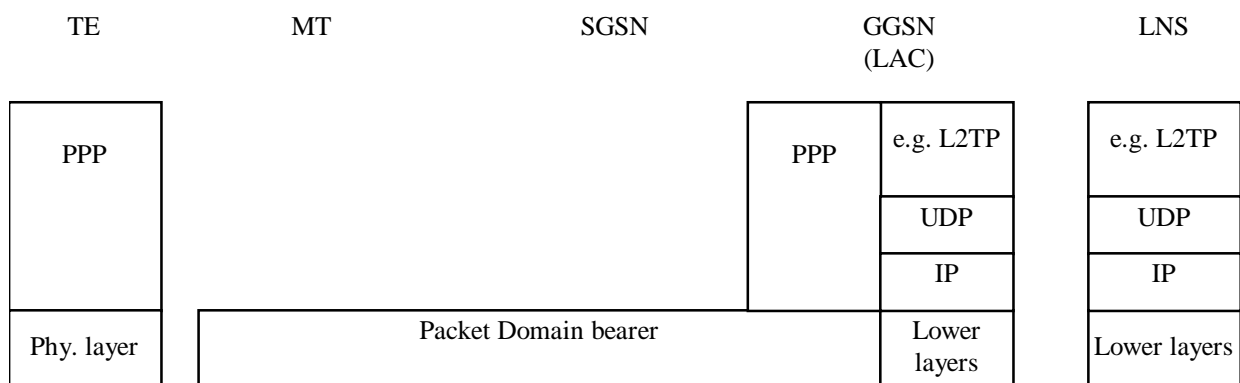 TE MT SGSN GGSN LNS
(LAC)
PPP PPP e.g. L2TP e.g. L2TP
UDP UDP
IP IP
Phy. layer Packet Domain bearer Lower Lower layers
layers